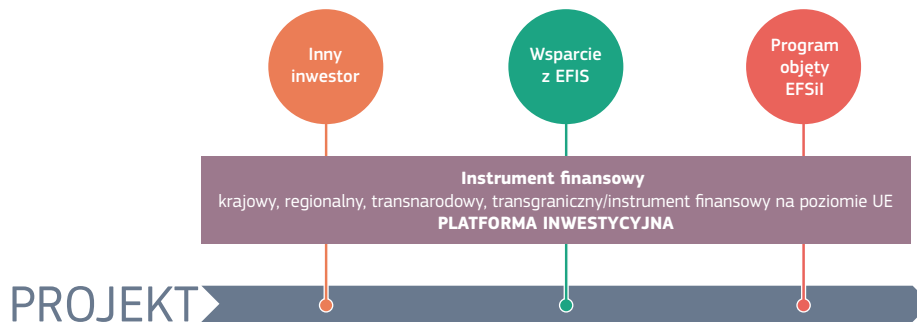 Inny
inwestor
Wsparcie
z EFIS
Program
objęty
EFSiI
Instrument finansowy
krajowy, regionalny, transnarodowy, transgraniczny/instrument finansowy na poziomie UE
PLATFORMA INWESTYCYJNA
PROJEKT